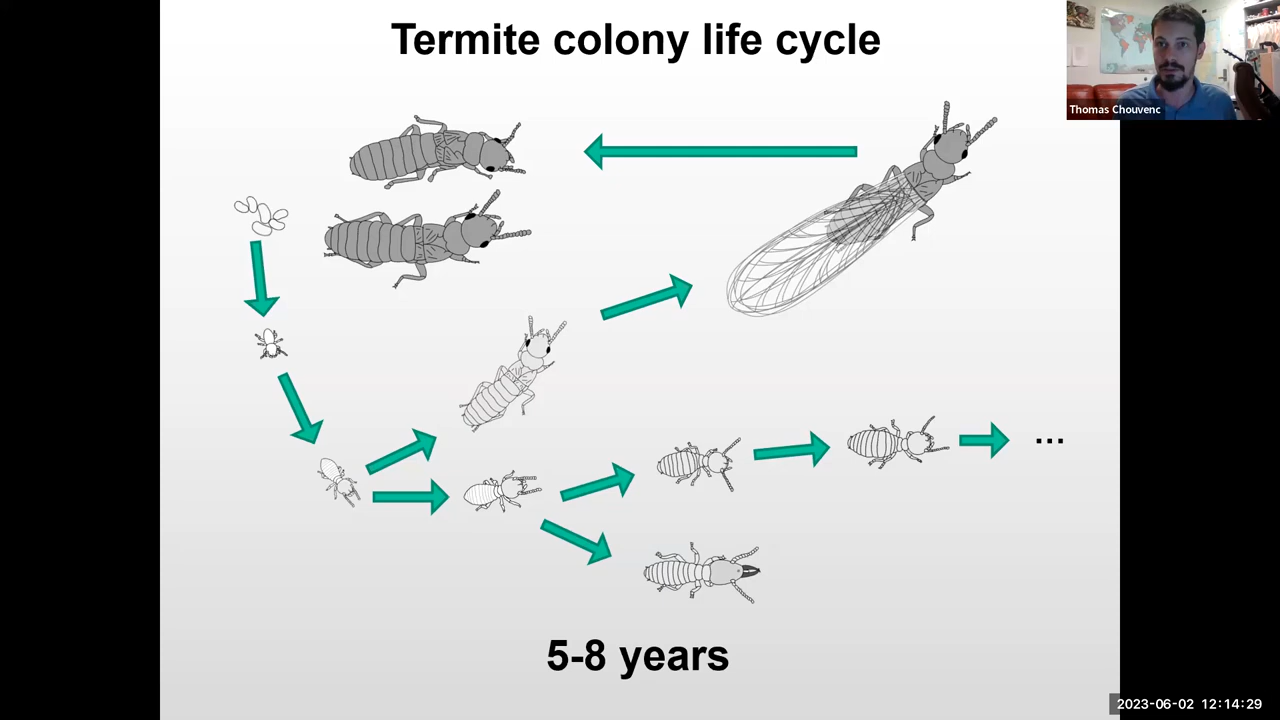 Termite colony life cycle
Thomas Chouvenc
...
5-8 years
2023-06-02 12:14:29